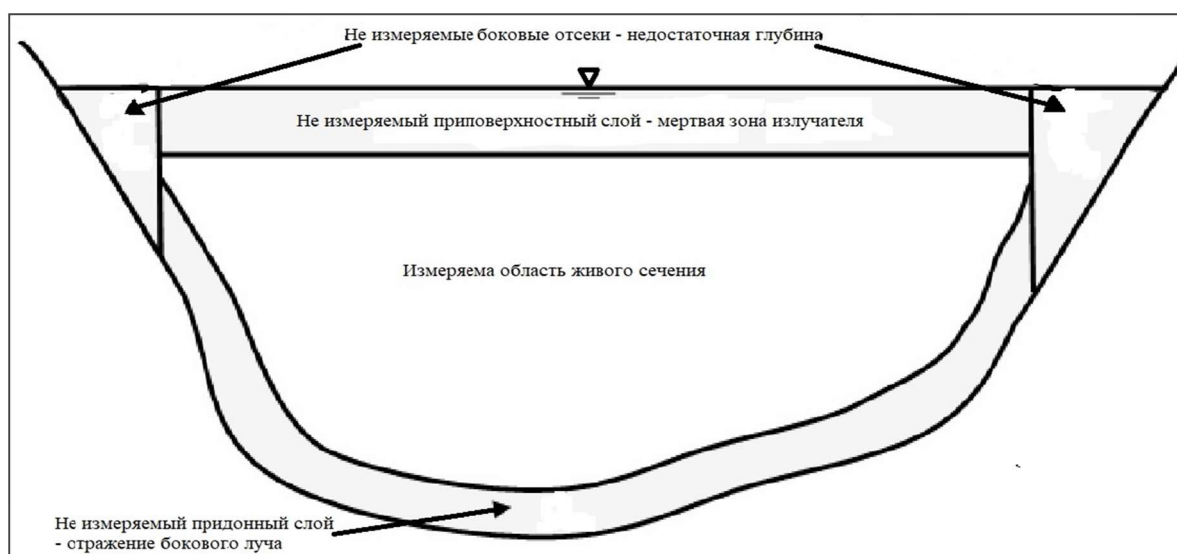 Не измеряемые боковые отсеки - недостаточная глубина
Не измеряемый приповерхностный слой - мертвая зона излучателя
Измеряема область живого сечения
Не измеряемый придонный слой
- отражение бокового луча